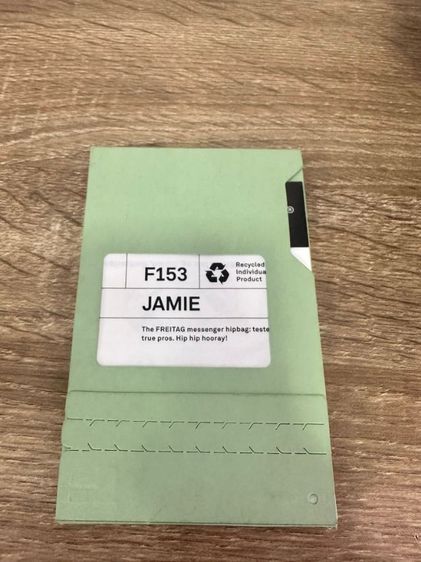 F153
Recycled
Individua
Product
JAMIE
The FREITAG messenger hipbag: teste
true pros. Hip hip hooray!
®